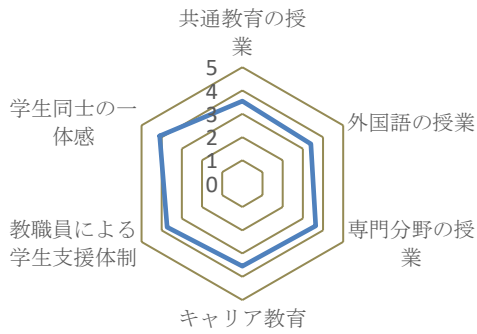 共通教育の授
業
外国語の授業
専門分野の授
業
キャリア教育
教職員による
学生支援体制
学生同士の一
体感
5
4
3
2
1
0